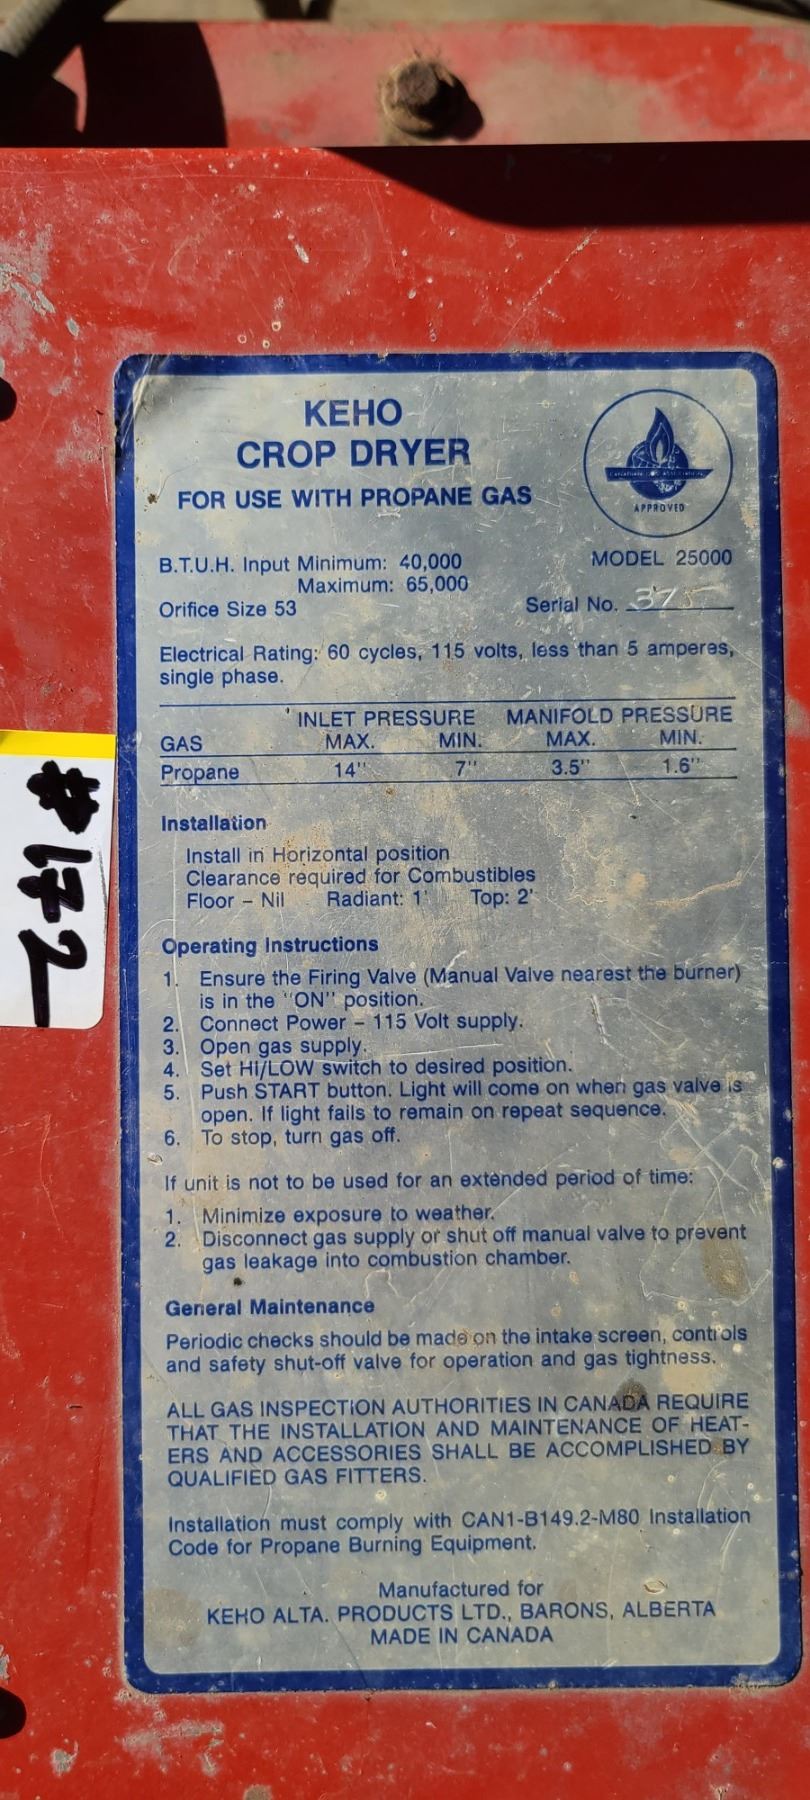 KEHO
CROP DRYER
FOR USE WITH PROPANE GAS
APPROVED
B.T.U.H. Input Minimum: 40,000
Maximum: 65,000
Orifice Size 53
MODEL 25000
Serial No. 375
Electrical Rating: 60 cycles, 115 volts, less than 5 amperes,
single phase.
INLET PRESSURE MANIFOLD PRESSURE
GAS MAX. MIN. MAX. MIN.
Propane 14" 7" 3.5" 1.6"
Installation
Install in Horizontal position
Clearance required for Combustibles
Floor - Nil Radiant: 1' Top: 2'
Operating Instructions
1. Ensure the Firing Valve (Manual Valve nearest the burner)
is in the "ON" position.
2. Connect Power - 115 Volt supply.
3. Open gas supply.
4. Set HI/LOW switch to desired position.
5. Push START button. Light will come on when gas valve is
open. If light fails to remain on repeat sequence.
6. To stop, turn gas off.
If unit is not to be used for an extended period of time:
1. Minimize exposure to weather.
2. Disconnect gas supply or shut off manual valve to prevent
gas leakage into combustion chamber.
General Maintenance
Periodic checks should be made on the intake screen, controls
and safety shut-off valve for operation and gas tightness.
ALL GAS INSPECTION AUTHORITIES IN CANADA REQUIRE
THAT THE INSTALLATION AND MAINTENANCE OF HEAT-
ERS AND ACCESSORIES SHALL BE ACCOMPLISHED BY
QUALIFIED GAS FITTERS.
Installation must comply with CAN1-B149.2-M80 Installation
Code for Propane Burning Equipment.
Manufactured for
KEHO ALTA. PRODUCTS LTD., BARONS, ALBERTA
MADE IN CANADA
#172